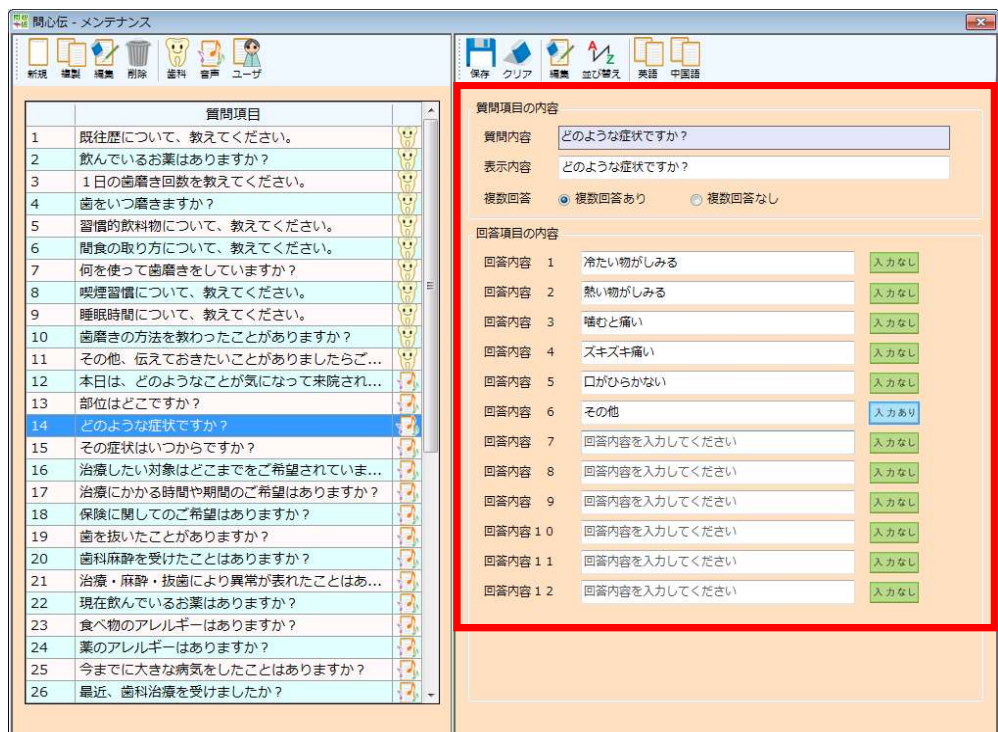 問心伝 - メンテナンス
新規 複製 編集 削除 歯科 音声 ユーザ
保存 クリア 編集 並び替え 英語 中国語
質問項目
1 既往歴について、教えてください。
2 飲んでいるお薬はありますか？
3 １日の歯磨き回数を教えてください。
4 歯をいつ磨きますか？
5 習慣的飲料物について、教えてください。
6 間食の取り方について、教えてください。
7 何を使って歯磨きをしていますか？
8 喫煙習慣について、教えてください。
9 睡眠時間について、教えてください。
10 歯磨きの方法を教わったことがありますか？
11 その他、伝えておきたいことがありましたらご...
12 本日は、どのようなことが気になって来院され...
13 部位はどこですか？
14 どのような症状ですか？
15 その症状はいつからですか？
16 治療したい対象はどこまでをご希望されていま...
17 治療にかかる時間や期間のご希望はありますか？
18 保険に関してのご希望はありますか？
19 歯を抜いたことがありますか？
20 歯科麻酔を受けたことはありますか？
21 治療・麻酔・抜歯により異常が表れたことはあ...
22 現在飲んでいるお薬はありますか？
23 食べ物のアレルギーはありますか？
24 薬のアレルギーはありますか？
25 今までに大きな病気をしたことはありますか？
26 最近、歯科治療を受けましたか？
質問項目の内容
質問内容 どのような症状ですか？
表示内容 どのような症状ですか？
複数回答 複数回答あり 複数回答なし
回答項目の内容
回答内容 1 冷たい物がしみる 入力なし
回答内容 2 熱い物がしみる 入力なし
回答内容 3 噛むと痛い 入力なし
回答内容 4 ズキズキ痛い 入力なし
回答内容 5 口がひらかない 入力なし
回答内容 6 その他 入力あり
回答内容 7 回答内容を入力してください 入力なし
回答内容 8 回答内容を入力してください 入力なし
回答内容 9 回答内容を入力してください 入力なし
回答内容１０ 回答内容を入力してください 入力なし
回答内容１１ 回答内容を入力してください 入力なし
回答内容１２ 回答内容を入力してください 入力なし